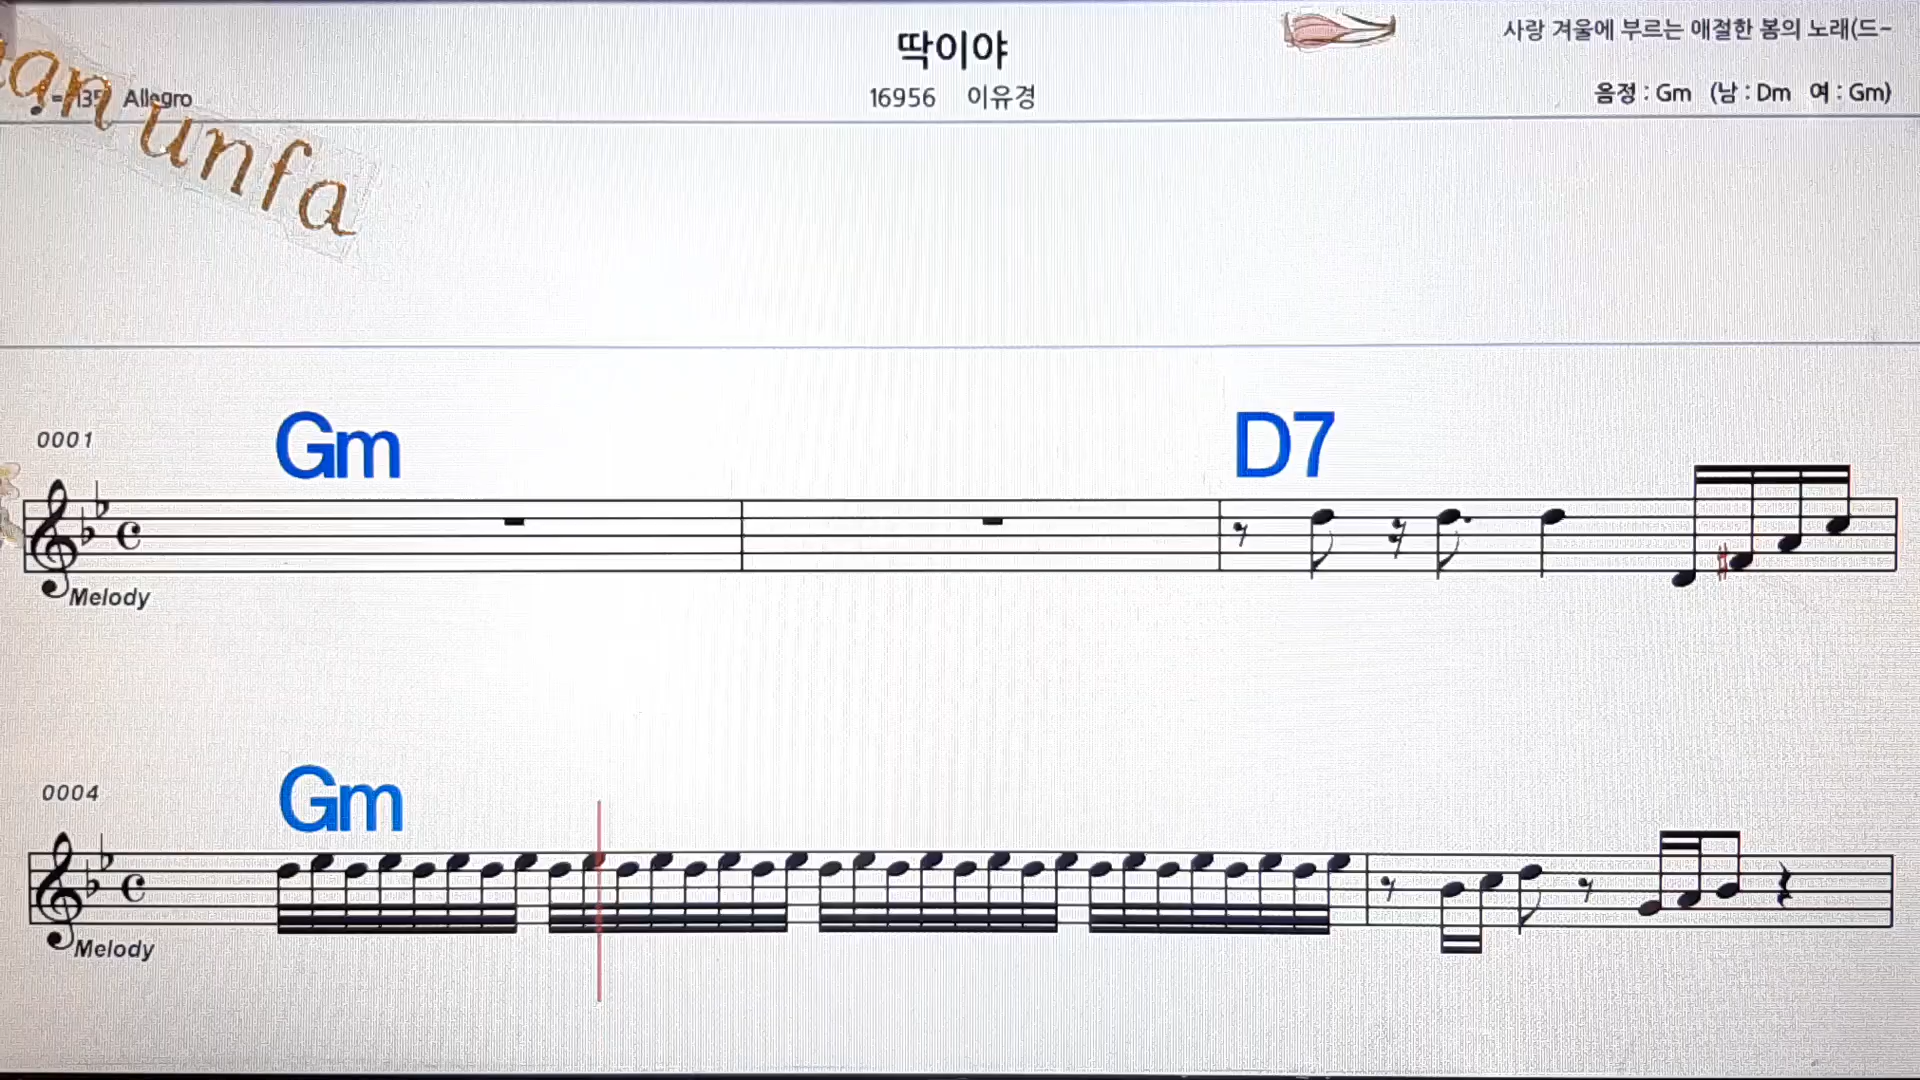 딱이야
사랑 겨울에 부르는 애절한 봄의 노래(드~
Allegro
16956 이유경
음정 : Gm (남 : Dm 여 : Gm)
unfa
0001
Gm D7
Melody
0004
Gm
Melody